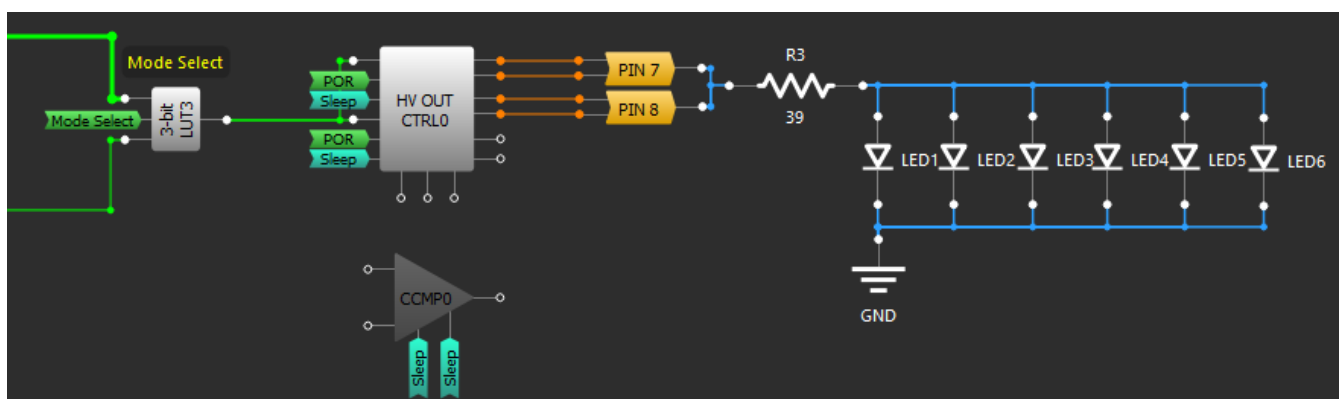 Mode Select
Mode Select
3-bit
LUT3
POR
Sleep
POR
Sleep
HV OUT
CTRL0
PIN 7
PIN 8
R3
39
LED1
LED2
LED3
LED4
LED5
LED6
GND
CCMP0
Sleep
Sleep